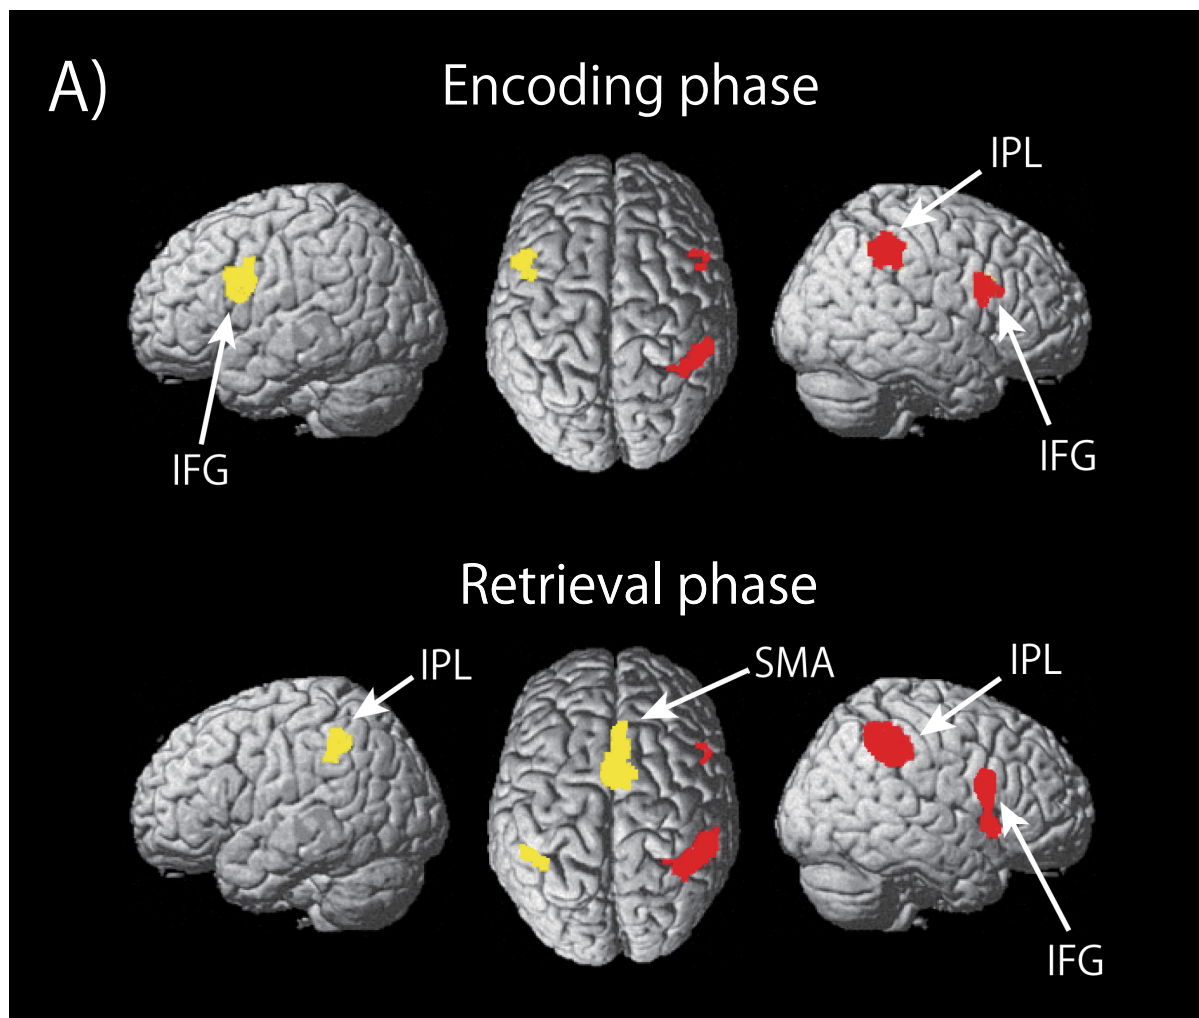 A)
Encoding phase
IPL
IFG
IFG
Retrieval phase
IPL
SMA
IPL
IFG